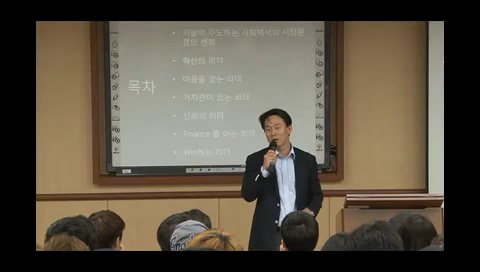 목차
• 기술이 주도하는 사회에서의 시장환
경의 변화
• 혁신의 리더
• 마음을 얻는 리더
• 가치관이 있는 리더
• 신뢰의 리더
• Finance 를 아는 리더
• Win하는 리더